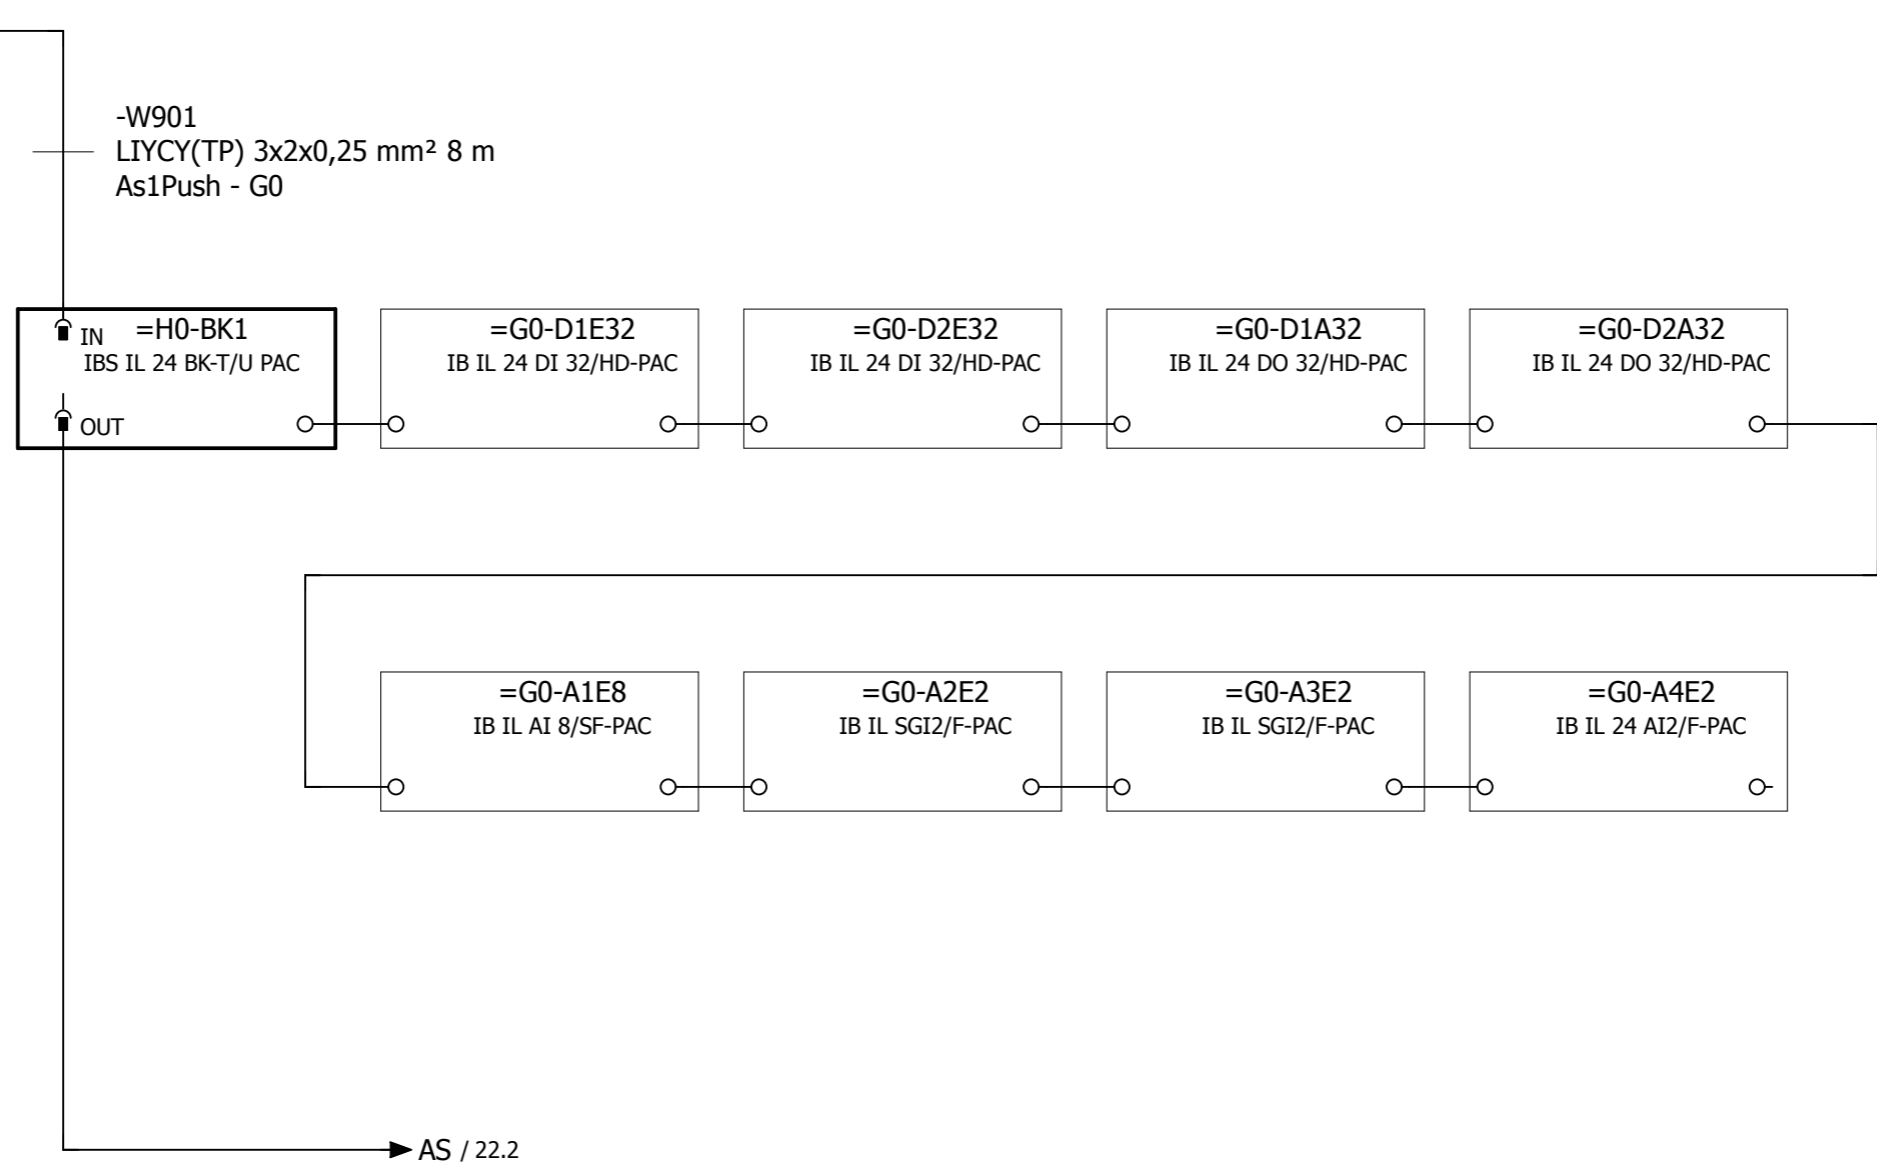 -W901
LIYCY(TP) 3x2x0,25 mm² 8 m
As1Push - G0
IN
=H0-BK1
IBS IL 24 BK-T/U PAC
OUT
=G0-D1E32
IB IL 24 DI 32/HD-PAC
=G0-D2E32
IB IL 24 DI 32/HD-PAC
=G0-D1A32
IB IL 24 DO 32/HD-PAC
=G0-D2A32
IB IL 24 DO 32/HD-PAC
=G0-A1E8
IB IL AI 8/SF-PAC
=G0-A2E2
IB IL SGI2/F-PAC
=G0-A3E2
IB IL SGI2/F-PAC
=G0-A4E2
IB IL 24 AI2/F-PAC
AS / 22.2